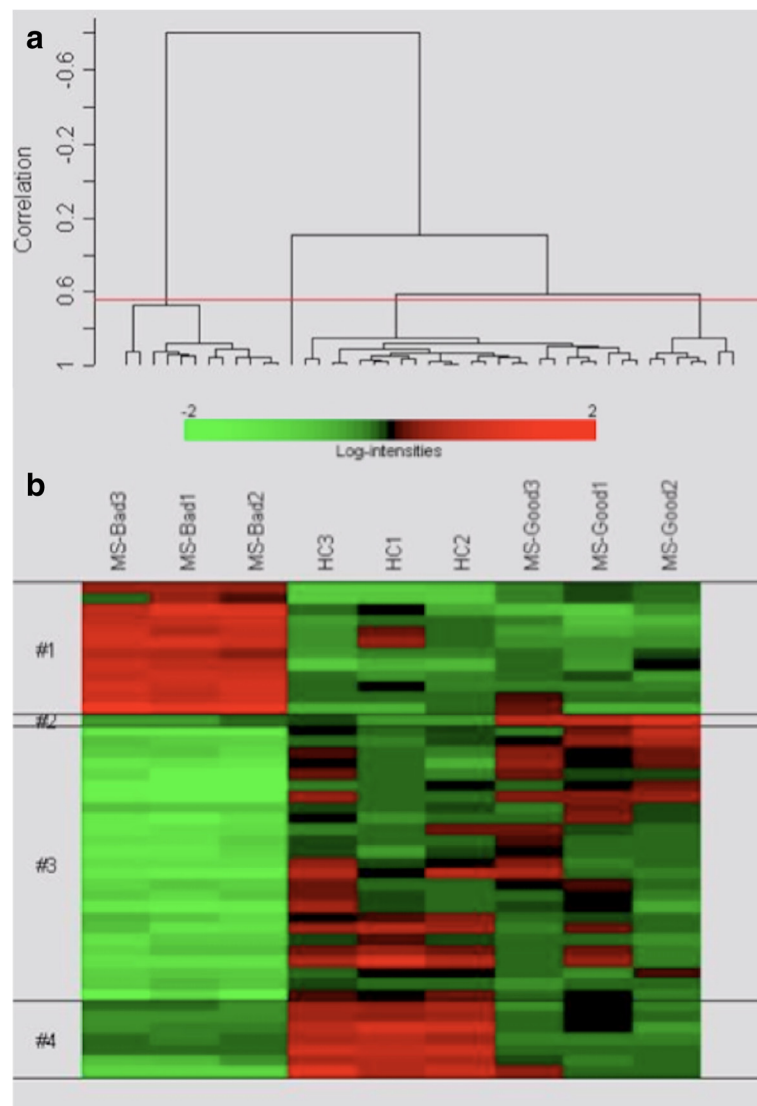 a
Correlation
-0.6
-0.2
0.2
0.6
1
-2
2
Log-intensities
b
MS-Bad3
MS-Bad1
MS-Bad2
HC3
HC1
HC2
MS-Good3
MS-Good1
MS-Good2
#1
#2
#3
#4